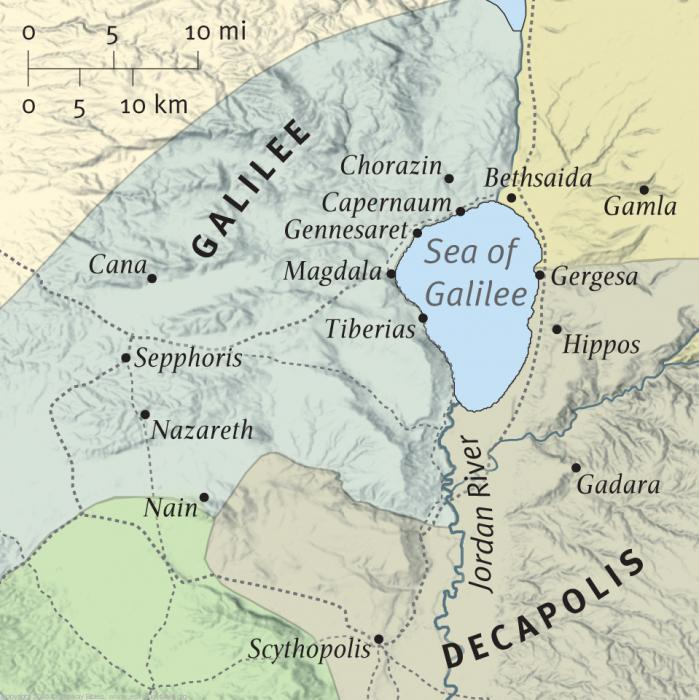 0 5 10 mi
0 5 10 km
GALILEE
Chorazin
Bethsaida
Capernaum
Gamla
Gennesaret
Sea of
Galilee
Cana
Magdala
Gergesa
Tiberias
Hippos
Sepphoris
Nazareth
Jordan River
Gadara
Nain
DECAPOLIS
Scythopolis